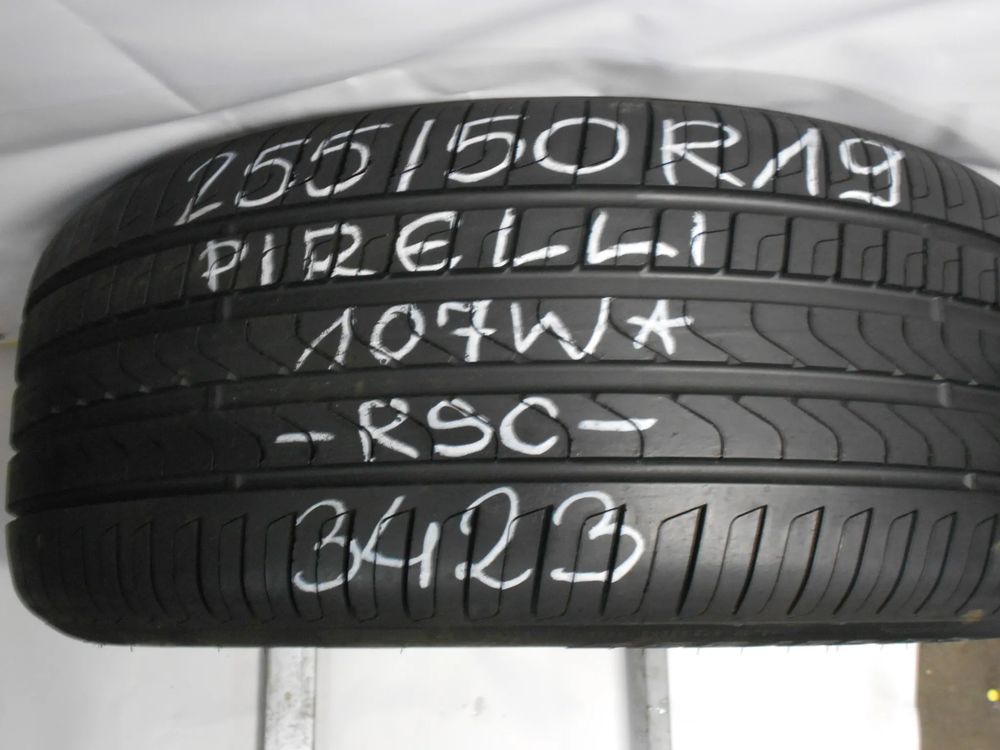 255/50R19
PIRELLI
107W★
-RSC-
3423